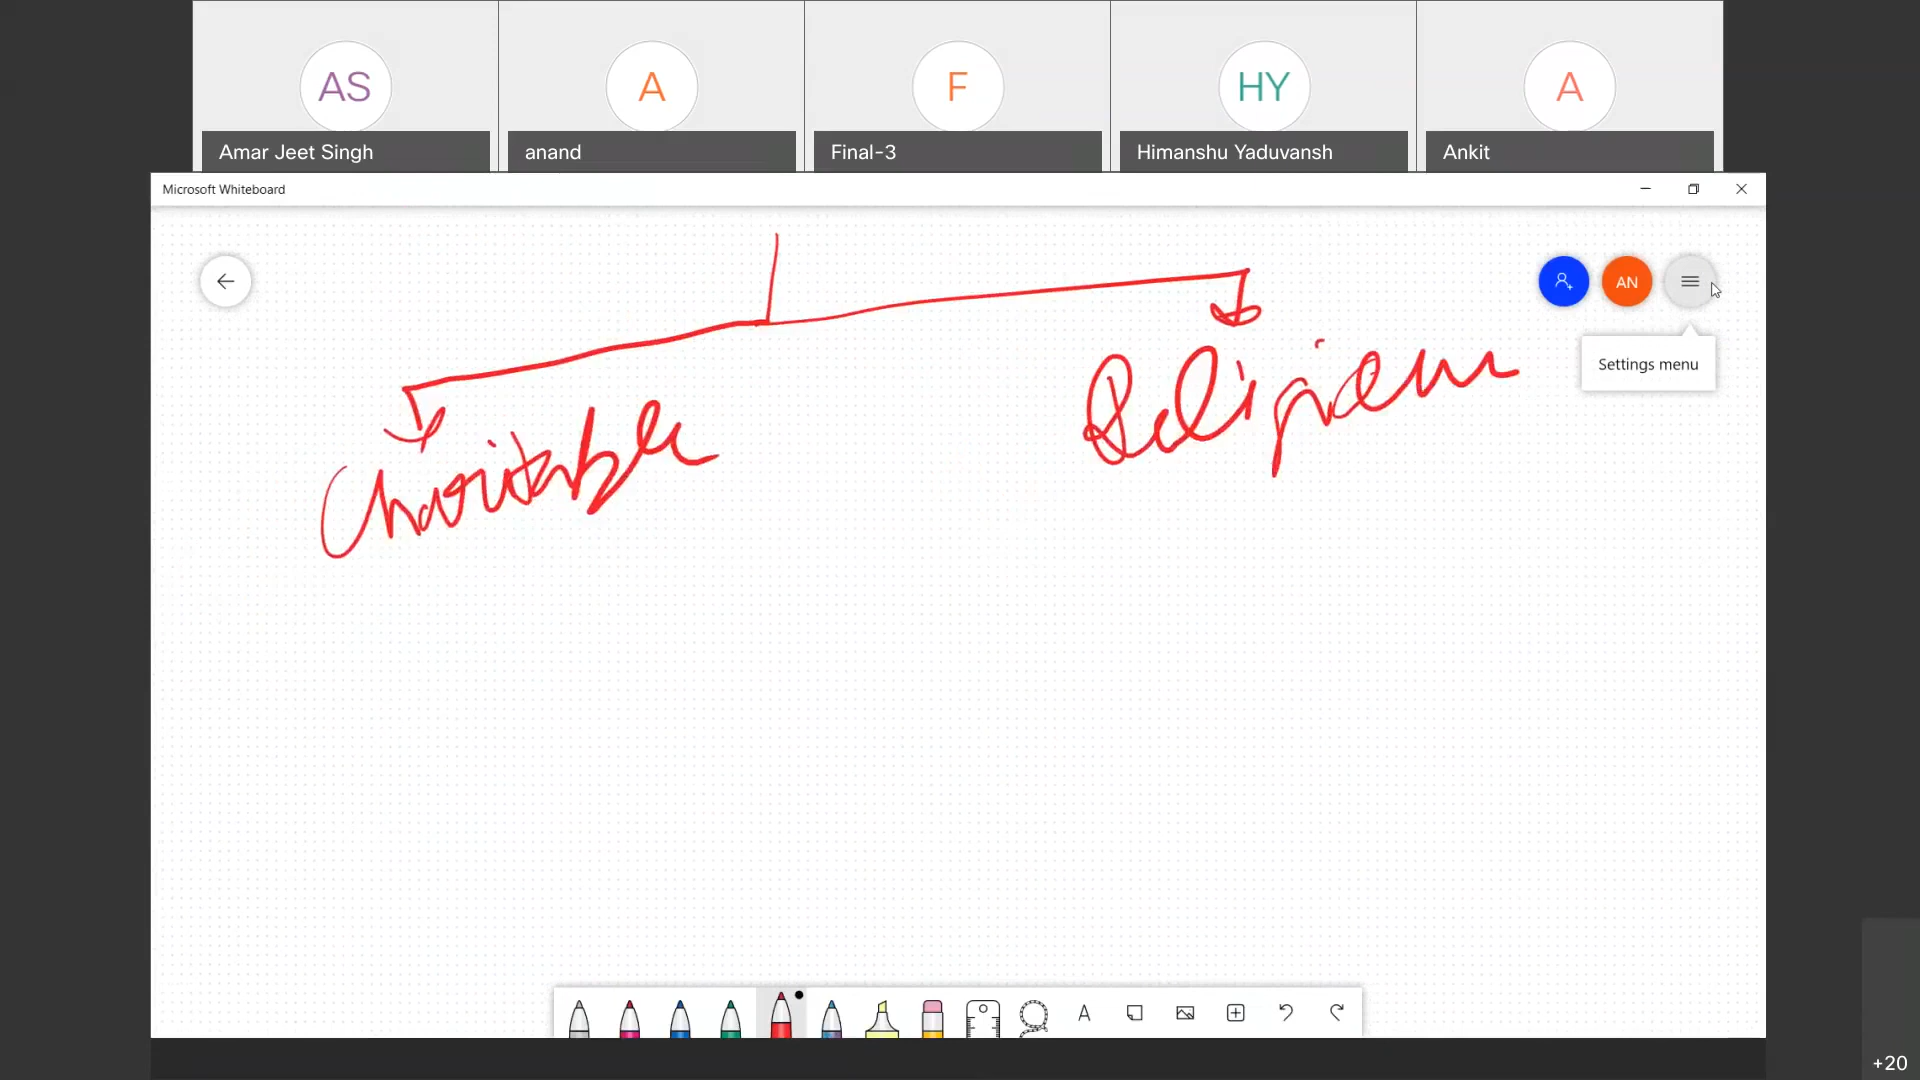 AS A F HY A
Amar Jeet Singh anand Final-3 Himanshu Yaduvansh Ankit
Microsoft Whiteboard
AN
Settings menu
Religious
Charitable
A
+20